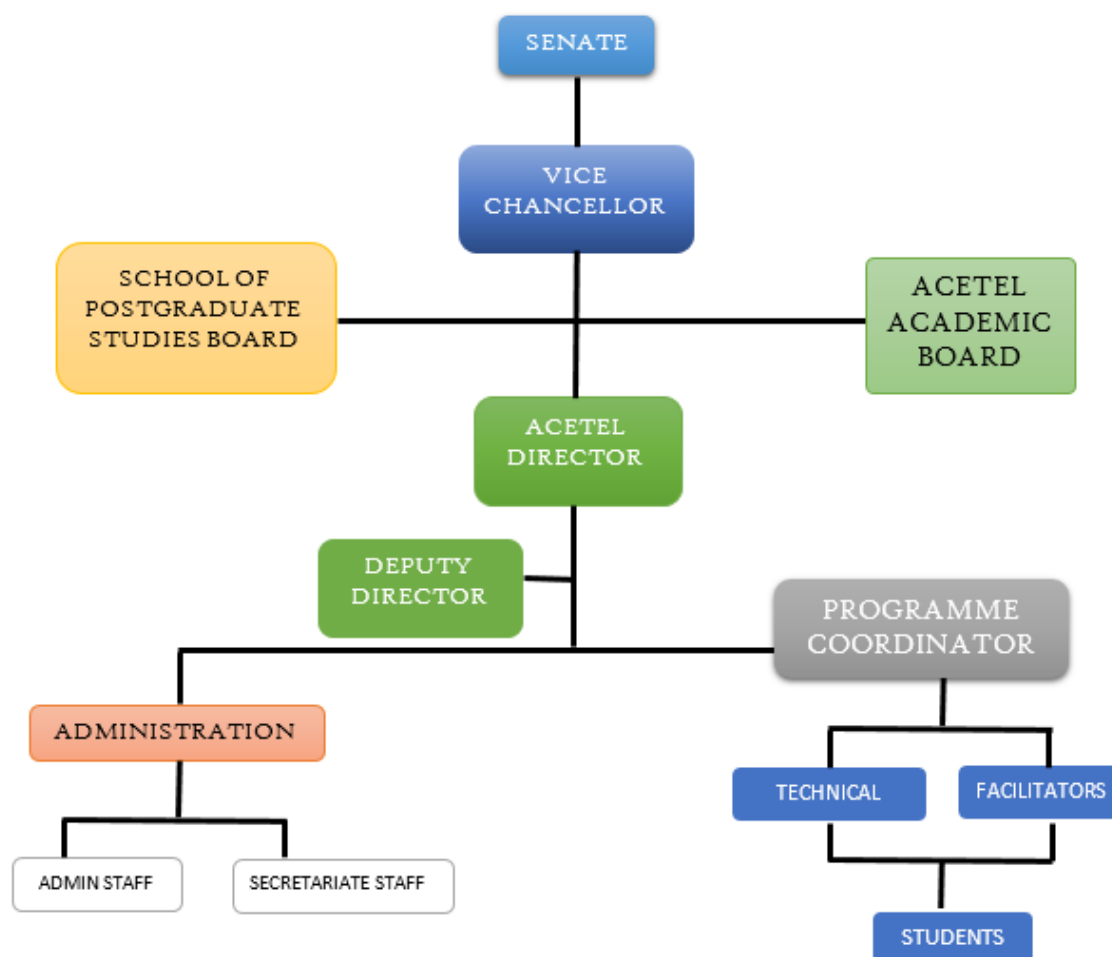 SENATE
VICE
CHANCELLOR
SCHOOL OF
POSTGRADUATE
STUDIES BOARD
ACETEL
ACADEMIC
BOARD
ACETEL
DIRECTOR
DEPUTY
DIRECTOR
PROGRAMME
COORDINATOR
ADMINISTRATION
TECHNICAL
FACILITATORS
ADMIN STAFF
SECRETARIATE STAFF
STUDENTS